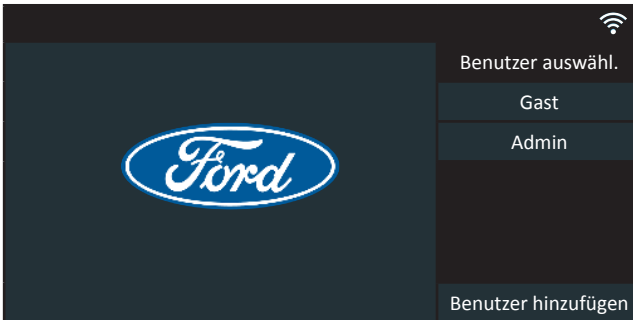 Benutzer auswähl.
Gast
Ford
Admin
Benutzer hinzufügen